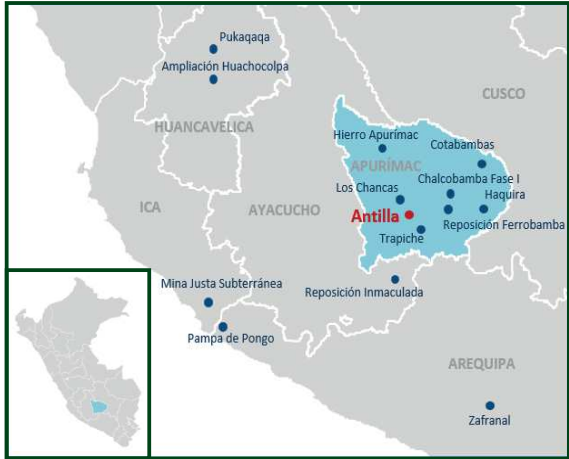 Pukaqaqa
Ampliación Huachocolpa
CUSCO
HUANCAVELICA
Hierro Apurímac
Cotabambas
APURÍMAC
Chalcobamba Fase I
Los Chancas
Haquira
ICA
AYACUCHO
Antilla
Reposición Ferrobamba
Trapiche
Mina Justa Subterránea
Reposición Inmaculada
Pampa de Pongo
AREQUIPA
Zafranal